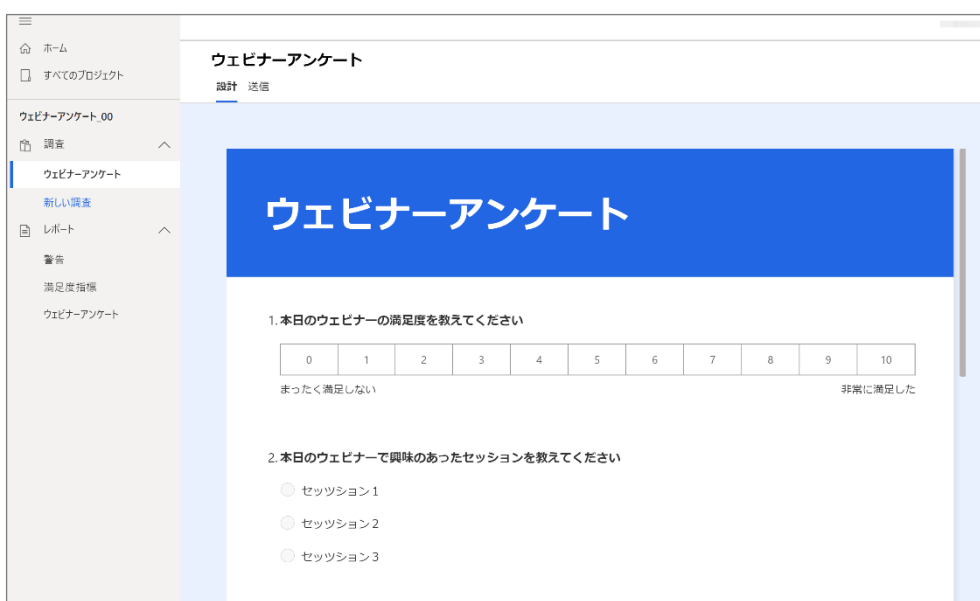 ホーム
すべてのプロジェクト
ウェビナーアンケート_00
調査
ウェビナーアンケート
新しい調査
レポート
警告
満足度指標
ウェビナーアンケート
ウェビナーアンケート
設計 送信
ウェビナーアンケート
1. 本日のウェビナーの満足度を教えてください
0 1 2 3 4 5 6 7 8 9 10
まったく満足しない 非常に満足した
2. 本日のウェビナーで興味のあったセッションを教えてください
セッツション1
セッツション2
セッツション3